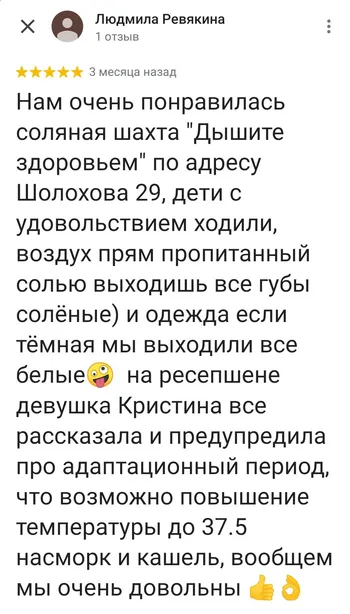 Людмила Ревякина
1 отзыв
3 месяца назад
Нам очень понравилась
соляная шахта "Дышите
здоровьем" по адресу
Шолохова 29, дети с
удовольствием ходили,
воздух прям пропитанный
солью выходишь все губы
солёные) и одежда если
тёмная мы выходили все
белые🤪 на ресепшене
девушка Кристина все
рассказала и предупредила
про адаптационный период,
что возможно повышение
температуры до 37.5
насморк и кашель, вообщем
мы очень довольны 👍👌